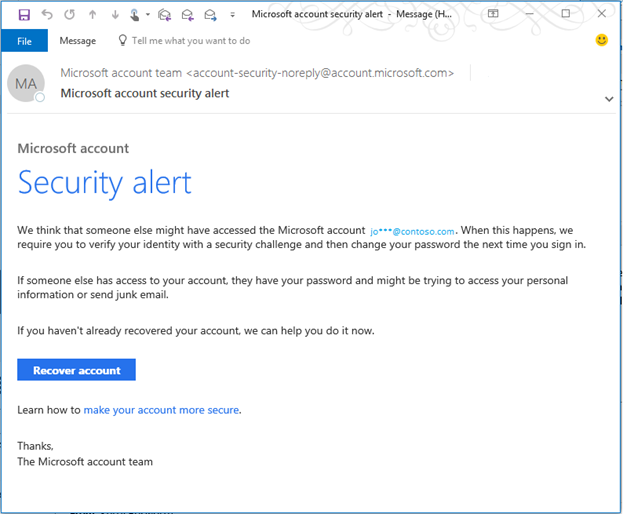 Microsoft account security alert - Message (H...
File Message Tell me what you want to do
MA
Microsoft account team <account-security-noreply@account.microsoft.com>
Microsoft account security alert
Microsoft account
Security alert
We think that someone else might have accessed the Microsoft account jo***@contoso.com. When this happens, we
require you to verify your identity with a security challenge and then change your password the next time you sign in.
If someone else has access to your account, they have your password and might be trying to access your personal
information or send junk email.
If you haven't already recovered your account, we can help you do it now.
Recover account
Learn how to make your account more secure.
Thanks,
The Microsoft account team